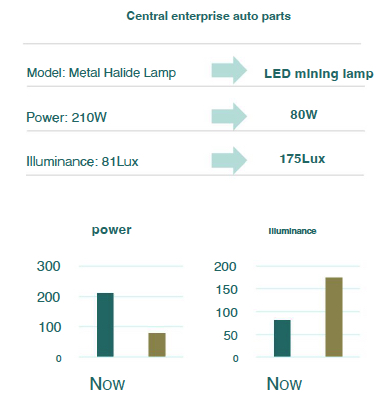 Central enterprise auto parts
Model: Metal Halide Lamp
LED mining lamp
Power: 210W
80W
Illuminance: 81Lux
175Lux
power
300
200
100
0
Now
Illuminance
200
150
100
50
0
Now